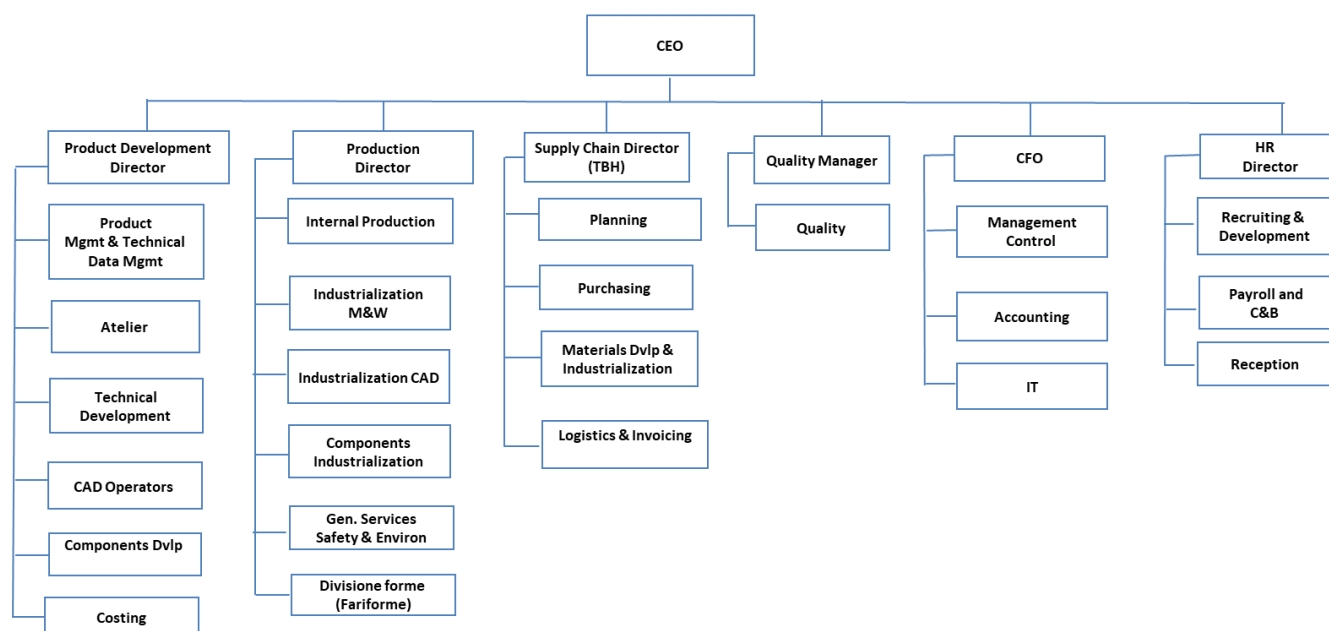 CEO
Product Development
Director
Product
Mgmt & Technical
Data Mgmt
Atelier
Technical
Development
CAD Operators
Components Dvlp
Costing
Production
Director
Internal Production
Industrialization
M&W
Industrialization CAD
Components
Industrialization
Gen. Services
Safety & Environ
Divisione forme
(Fariforme)
Supply Chain Director
(TBH)
Planning
Purchasing
Materials Dvlp &
Industrialization
Logistics & Invoicing
Quality Manager
Quality
CFO
Management
Control
Accounting
IT
HR
Director
Recruiting &
Development
Payroll and
C&B
Reception